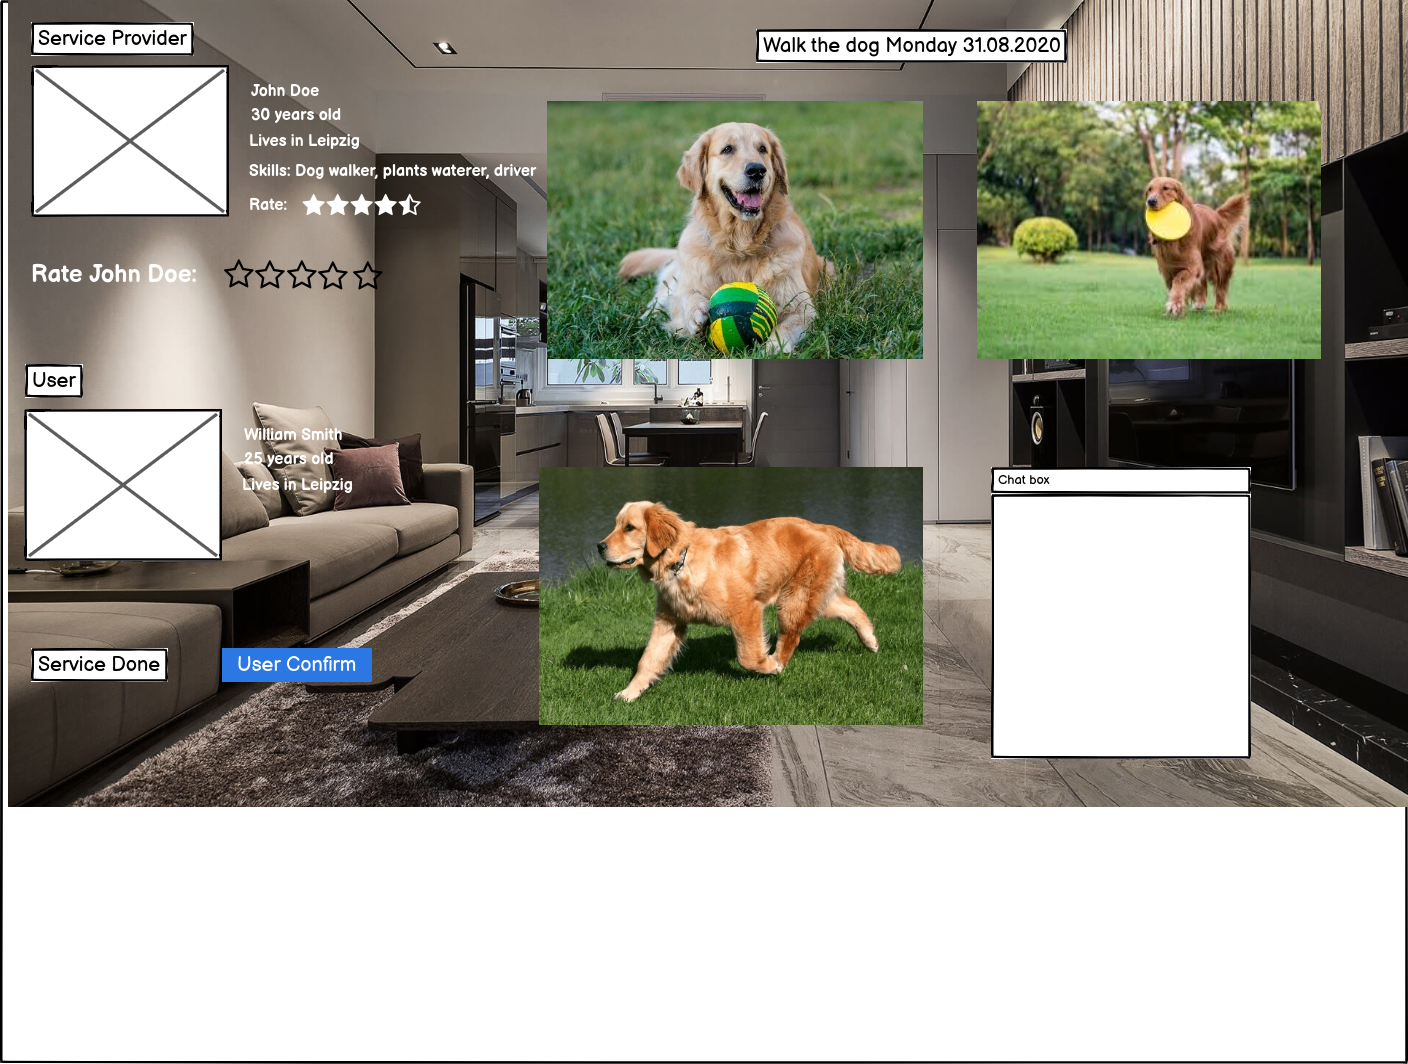 Service Provider
Walk the dog Monday 31.08.2020
John Doe
30 years old
Lives in Leipzig
Skills: Dog walker, plants waterer, driver
Rate:
Rate John Doe:
User
William Smith
25 years old
Lives in Leipzig
Chat box
Service Done
User Confirm